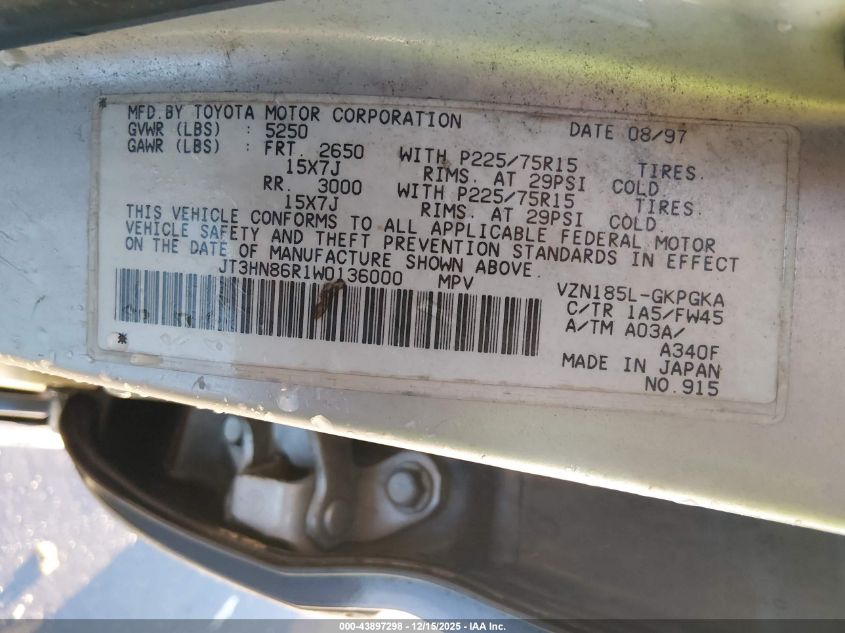 MFD.BY TOYOTA MOTOR CORPORATION DATE 08/97
GVWR (LBS) : 5250
GAWR (LBS) : FRT. 2650 WITH P225/75R15 TIRES.
15X7J RIMS. AT 29PSI COLD.
RR. 3000 WITH P225/75R15 TIRES.
15X7J RIMS. AT 29PSI COLD.
THIS VEHICLE CONFORMS TO ALL APPLICABLE FEDERAL MOTOR
VEHICLE SAFETY AND THEFT PREVENTION STANDARDS IN EFFECT
ON THE DATE OF MANUFACTURE SHOWN ABOVE.
JT3HN86R1W0136000 MPV
VZN185L-GKPGKA
C/TR 1A5/FW45
A/TM A03A/
A340F
MADE IN JAPAN
NO.915
000-43897298 - 12/15/2025 - IAA Inc.